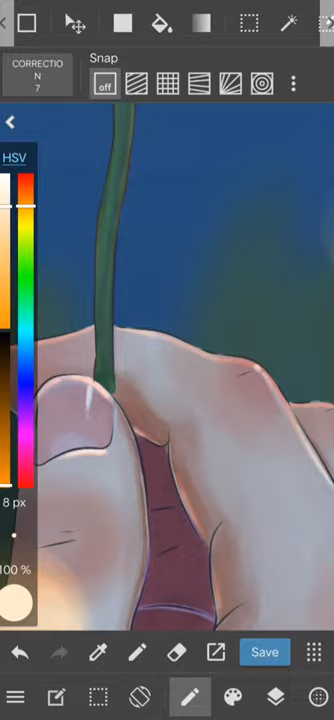 CORRECTIO
N
7
Snap
off
HSV
8 px
100 %
Save